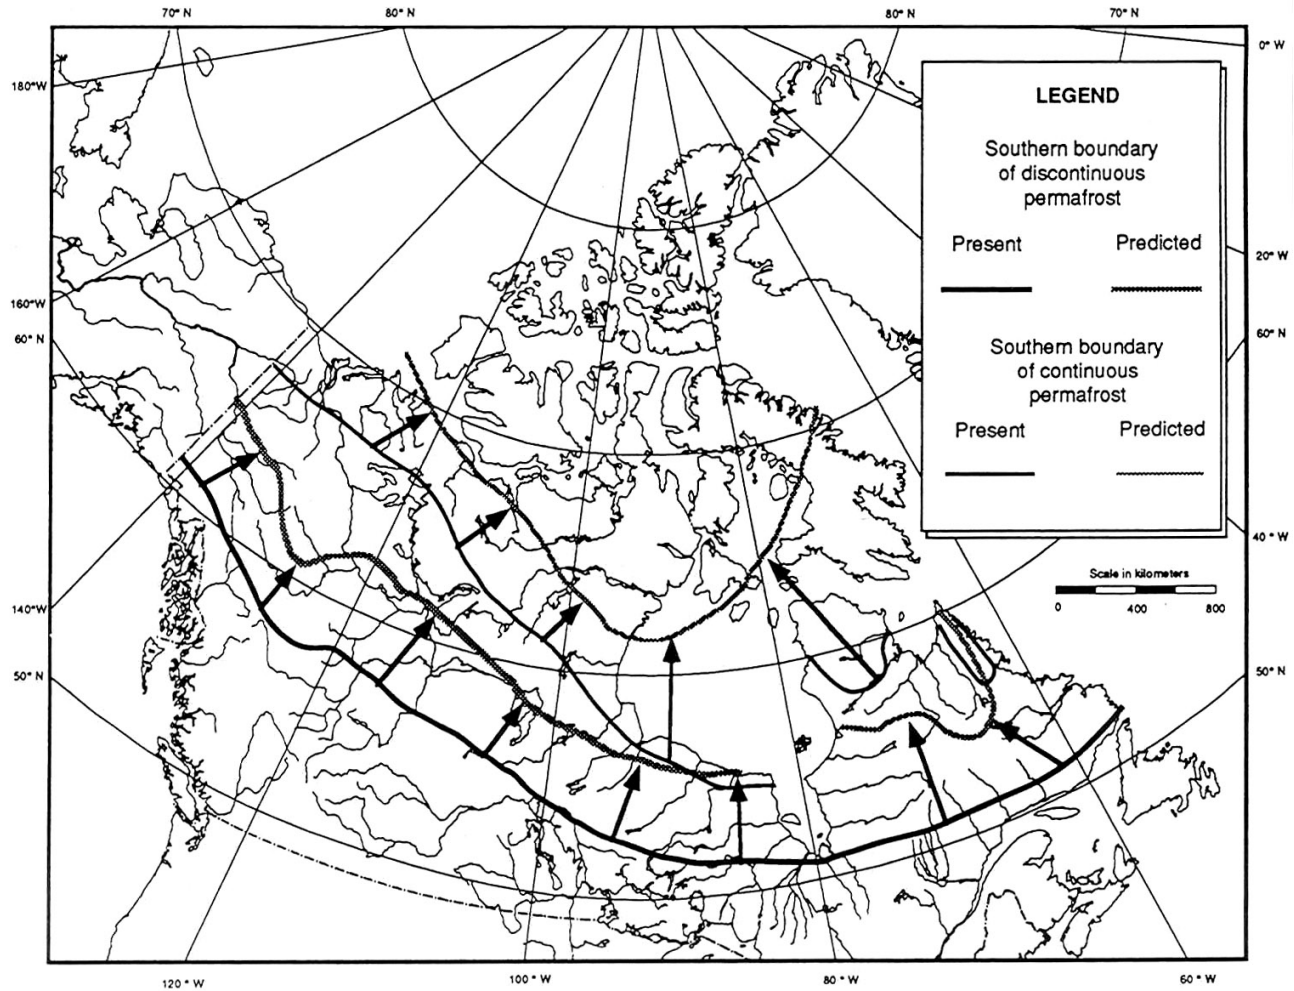 70° N
80° N
80° N
70° N
0° W
180°W
LEGEND
Southern boundary
of discontinuous
permafrost
Present
Predicted
20° W
160°W
60° N
60° N
Southern boundary
of continuous
permafrost
Present
Predicted
40 ° W
Scale in kilometers
0
400
800
140°W
50° N
50° N
120 ° W
100 ° W
80 ° W
60 ° W